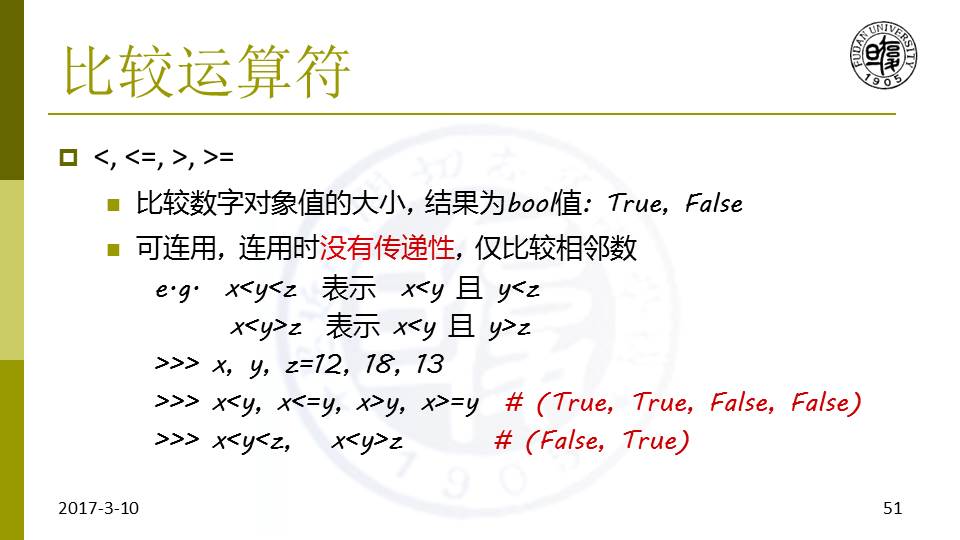 比较运算符
FUDAN UNIVERSITY
1905
<, <=, >, >=
比较数字对象值的大小，结果为bool值：True，False
可连用，连用时没有传递性，仅比较相邻数
e.g. x<y<z 表示 x<y 且 y<z
x<y>z 表示 x<y 且 y>z
>>> x, y, z=12, 18, 13
>>> x<y, x<=y, x>y, x>=y # (True, True, False, False)
>>> x<y<z, x<y>z # (False, True)
2017-3-10
51